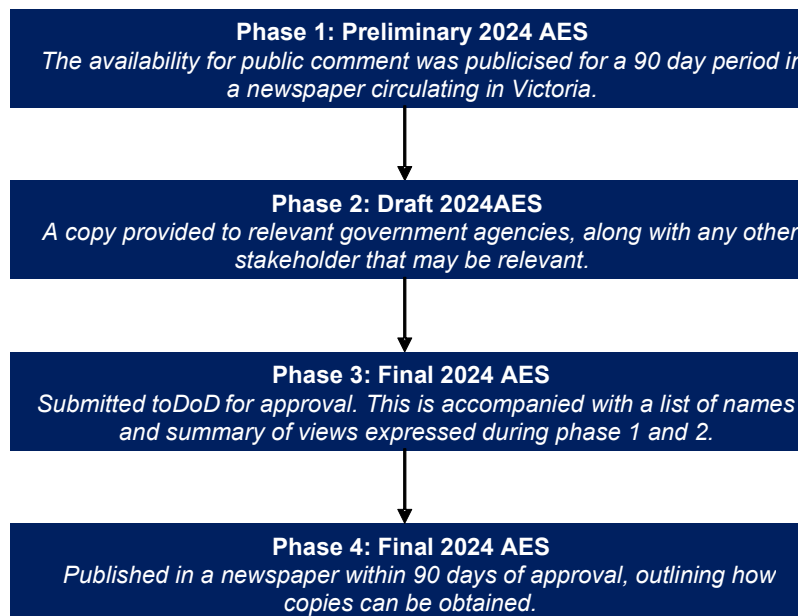 Phase 1: Preliminary 2024 AES
The availability for public comment was publicised for a 90 day period in
a newspaper circulating in Victoria.
Phase 2: Draft 2024AES
A copy provided to relevant government agencies, along with any other
stakeholder that may be relevant.
Phase 3: Final 2024 AES
Submitted toDoD for approval. This is accompanied with a list of names
and summary of views expressed during phase 1 and 2.
Phase 4: Final 2024 AES
Published in a newspaper within 90 days of approval, outlining how
copies can be obtained.